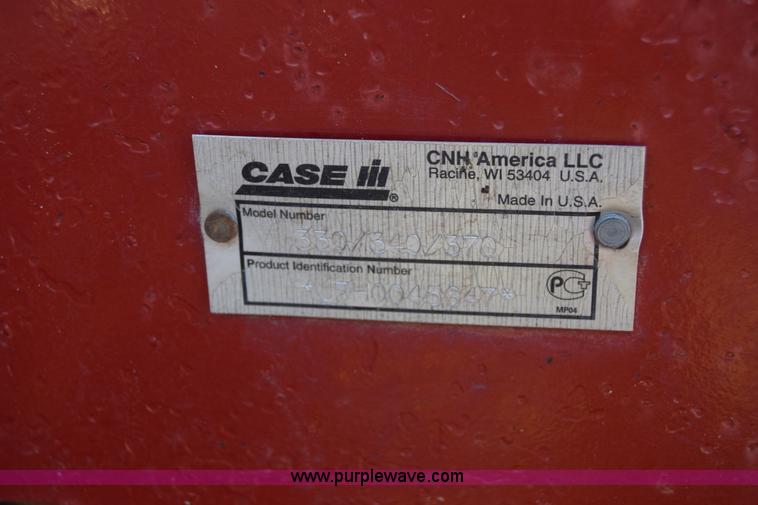 CASE IH
®
CNH America LLC
Racine, WI 53404 U.S.A.
Made In U.S.A.
Model Number
330/340/370
Product Identification Number
PCT
MP04
www.purplewave.com